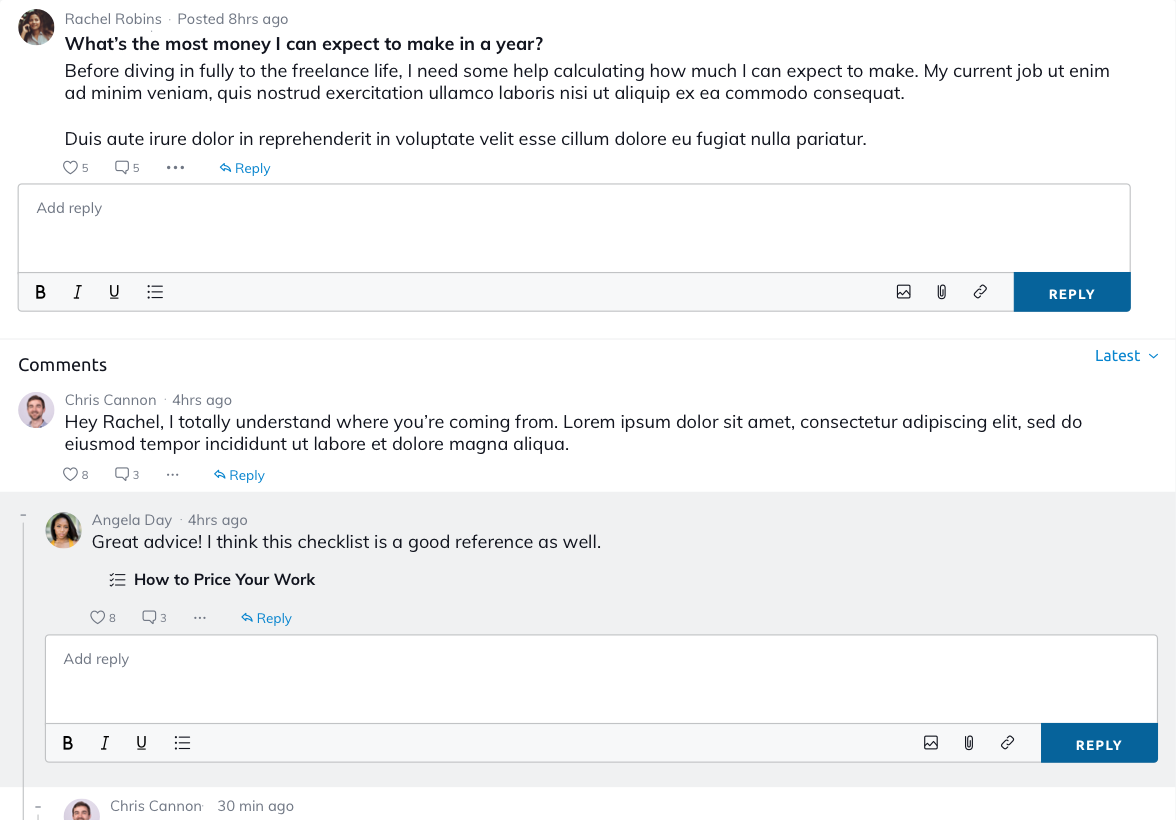 Rachel Robins · Posted 8hrs ago
What’s the most money I can expect to make in a year?
Before diving in fully to the freelance life, I need some help calculating how much I can expect to make. My current job ut enim
ad minim veniam, quis nostrud exercitation ullamco laboris nisi ut aliquip ex ea commodo consequat.
Duis aute irure dolor in reprehenderit in voluptate velit esse cillum dolore eu fugiat nulla pariatur.
5 5 ••• Reply
Add reply
B I U REPLY
Comments
Latest
Chris Cannon · 4hrs ago
Hey Rachel, I totally understand where you’re coming from. Lorem ipsum dolor sit amet, consectetur adipiscing elit, sed do
eiusmod tempor incididunt ut labore et dolore magna aliqua.
8 3 ••• Reply
Angela Day · 4hrs ago
Great advice! I think this checklist is a good reference as well.
How to Price Your Work
8 3 ••• Reply
Add reply
B I U REPLY
Chris Cannon · 30 min ago